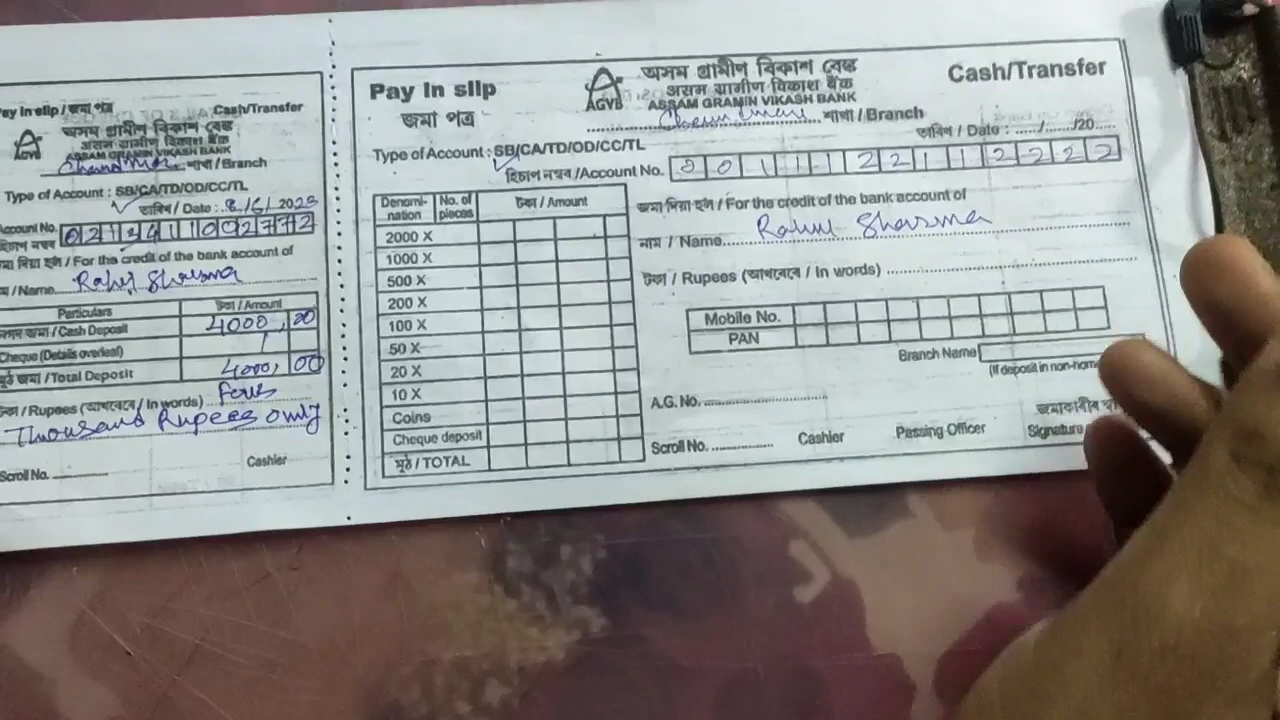 Pay in slip / জমা পত্ৰ
Cash/Transfer
AGVB
অসম গ্ৰামীণ বিকাশ বেংক
असम ग्रामीण विकाश बैंक
ASSAM GRAMIN VIKASH BANK
শাখা / Branch
Type of Account : SB/CA/TD/OD/CC/TL
তাৰিখ / Date : 8/6/2023
Account No.
হিচাপ নম্বৰ
জমা দিয়া হ'ল / For the credit of the bank account of
নাম / Name. Rahul Sharma
Particulars টকা / Amount
নগদ জমা / Cash Deposit 4000, 00
Cheque (Details overleaf)
মুঠ জমা / Total Deposit 4000, 00
টকা / Rupees (আখৰেৰে) / In words) Four
Thousand Rupees only
Scroll No. Cashier
Pay in slip
জমা পত্ৰ
AGVB
অসম গ্ৰামীণ বিকাশ বেংক
असम ग्रामीण विकाश बैंक
ASSAM GRAMIN VIKASH BANK
শাখা / Branch
Cash/Transfer
তাৰিখ / Date : ...../....../20.....
Type of Account : SB/CA/TD/OD/CC/TL
হিচাপ নম্বৰ /Account No. 0 0 1 1 1 1 2 2 1 1 2 2 2 2
Denomi-nation No. of pieces টকা / Amount
2000 X
1000 X
500 X
200 X
100 X
50 X
20 X
10 X
Coins
Cheque deposit
মুঠ / TOTAL
জমা দিয়া হ'ল / For the credit of the bank account of
নাম / Name. Rahul Sharma
টকা / Rupees (আখৰেৰে / In words)
Mobile No.
PAN
Branch Name
(If deposit in non-home
A.G. No.
জমাকাৰীৰ
Scroll No. Cashier Passing Officer Signature